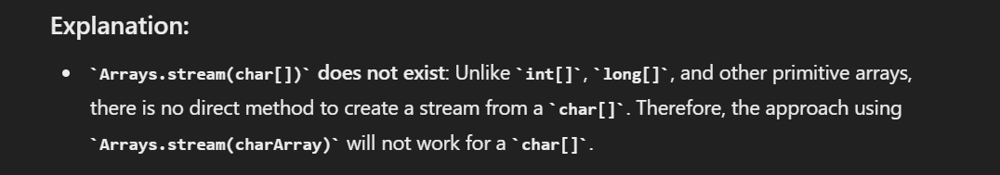 Explanation:
• `Arrays.stream(char[])` does not exist: Unlike `int[]`, `long[]`, and other primitive arrays,
there is no direct method to create a stream from a `char[]`. Therefore, the approach using
`Arrays.stream(charArray)` will not work for a `char[]`.